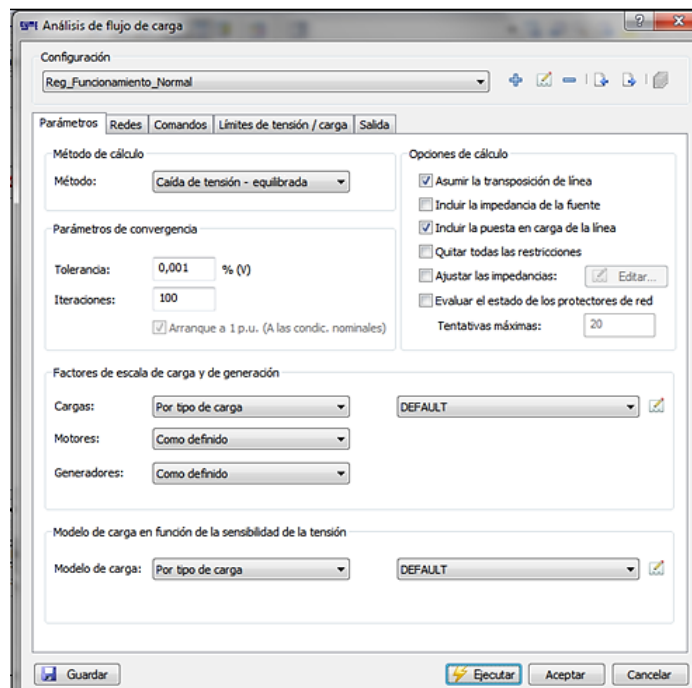 Análisis de flujo de carga
Configuración
Reg_Funcionamiento_Normal
Parámetros Redes Comandos Límites de tensión / carga Salida
Método de cálculo
Método: Caída de tensión - equilibrada
Parámetros de convergencia
Tolerancia: 0,001 % (V)
Iteraciones: 100
Arranque a 1 p.u. (A las condic. nominales)
Opciones de cálculo
Asumir la transposición de línea
Incluir la impedancia de la fuente
Incluir la puesta en carga de la línea
Quitar todas las restricciones
Ajustar las impedancias: Editar...
Evaluar el estado de los protectores de red
Tentativas máximas: 20
Factores de escala de carga y de generación
Cargas: Por tipo de carga DEFAULT
Motores: Como definido
Generadores: Como definido
Modelo de carga en función de la sensibilidad de la tensión
Modelo de carga: Por tipo de carga DEFAULT
Guardar Ejecutar Aceptar Cancelar